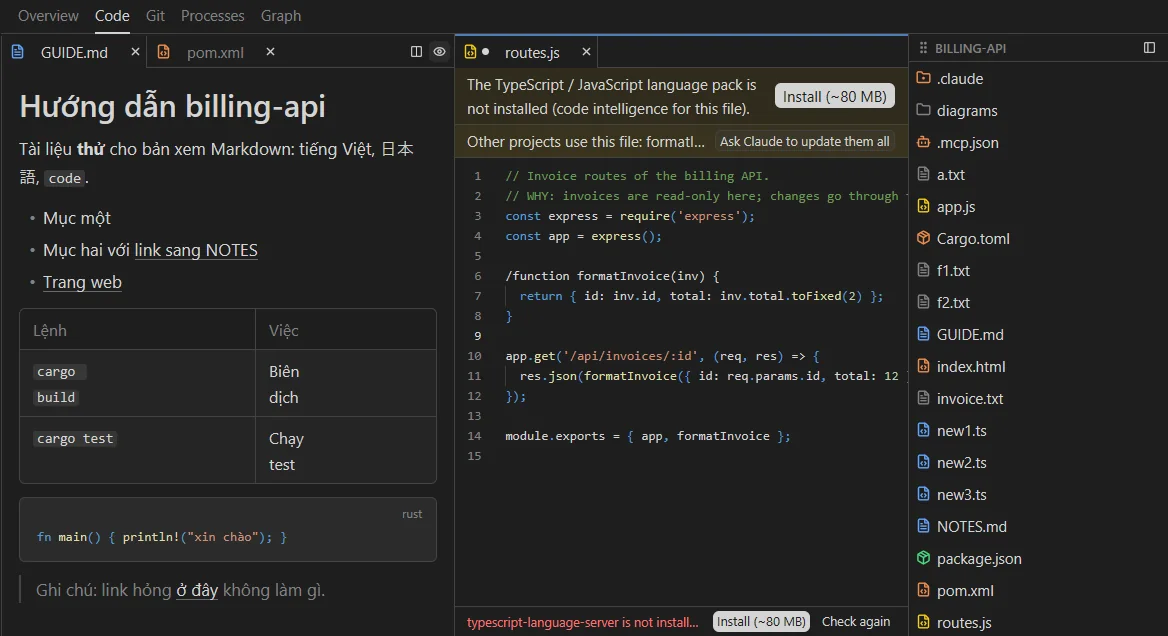 Overview Code Git Processes Graph
GUIDE.md
pom.xml
Hướng dẫn billing-api
Tài liệu thử cho bản xem Markdown: tiếng Việt, 日本
語, code.
• Mục một
• Mục hai với link sang NOTES
• Trang web
Lệnh Việc
cargo build Biên dịch
cargo test Chạy test
rust
fn main() { println!("xin chào"); }
Ghi chú: link hỏng ở đây không làm gì.
routes.js
The TypeScript / JavaScript language pack is
not installed (code intelligence for this file).
Install (~80 MB)
Other projects use this file: formatI... Ask Claude to update them all
1 // Invoice routes of the billing API.
2 // WHY: invoices are read-only here; changes go through
3 const express = require('express');
4 const app = express();
5
6 /function formatInvoice(inv) {
7 return { id: inv.id, total: inv.total.toFixed(2) };
8 }
9
10 app.get('/api/invoices/:id', (req, res) => {
11 res.json(formatInvoice({ id: req.params.id, total: 12
12 });
13
14 module.exports = { app, formatInvoice };
15
typescript-language-server is not install... Install (~80 MB) Check again
BILLING-API
.claude
diagrams
.mcp.json
a.txt
app.js
Cargo.toml
f1.txt
f2.txt
GUIDE.md
index.html
invoice.txt
new1.ts
new2.ts
new3.ts
NOTES.md
package.json
pom.xml
routes.js